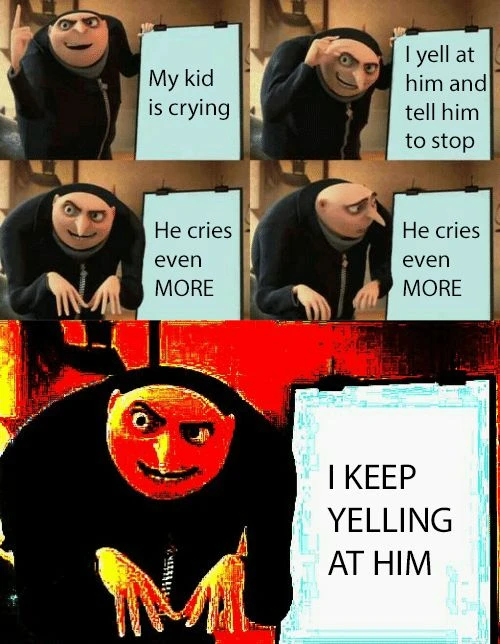 My kid
is crying
I yell at
him and
tell him
to stop
He cries
even
MORE
He cries
even
MORE
I KEEP
YELLING
AT HIM